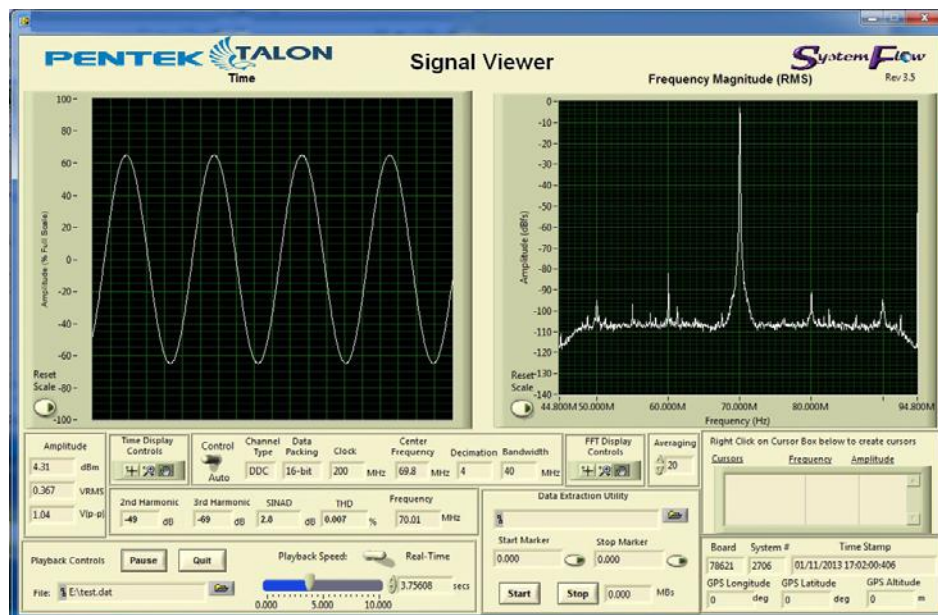 PENTEK TALON
Signal Viewer
SystemFlow
Rev 3.5
Time
Frequency Magnitude (RMS)
100
80
60
40
20
0
-20
-40
-60
-80
-100
Amplitude (% Full Scale)
Reset Scale
0
-10
-20
-30
-40
-50
-60
-70
-80
-90
-100
-110
-120
-130
-140
Amplitude (dBfs)
Reset Scale
44.800M 50.000M 60.000M 70.000M 80.000M 94.800M
Frequency (Hz)
Amplitude
4.31 dBm
0.367 VRMS
1.04 V(p-p)
Time Display Controls
Control
Auto
Channel Type
DDC
Data Packing
16-bit
Clock
200 MHz
Center Frequency
69.8 MHz
Decimation
4
Bandwidth
40 MHz
FFT Display Controls
Averaging
20
Right Click on Cursor Box below to create cursors
Cursors Frequency Amplitude
2nd Harmonic
-49 dB
3rd Harmonic
-69 dB
SINAD
2.0 dB
THD
0.007 %
Frequency
70.01 MHz
Data Extraction Utility
Start Marker
0.000
Stop Marker
0.000
Start
Stop
0.000 MBs
Playback Controls
Pause
Quit
Playback Speed:
Real-Time
File: E:\test.dat
0.000 5.000 10.000
3.75608 secs
Board System # Time Stamp
78621 2706 01/11/2013 17:02:00:406
GPS Longitude GPS Latitude GPS Altitude
0 deg 0 deg 0 m